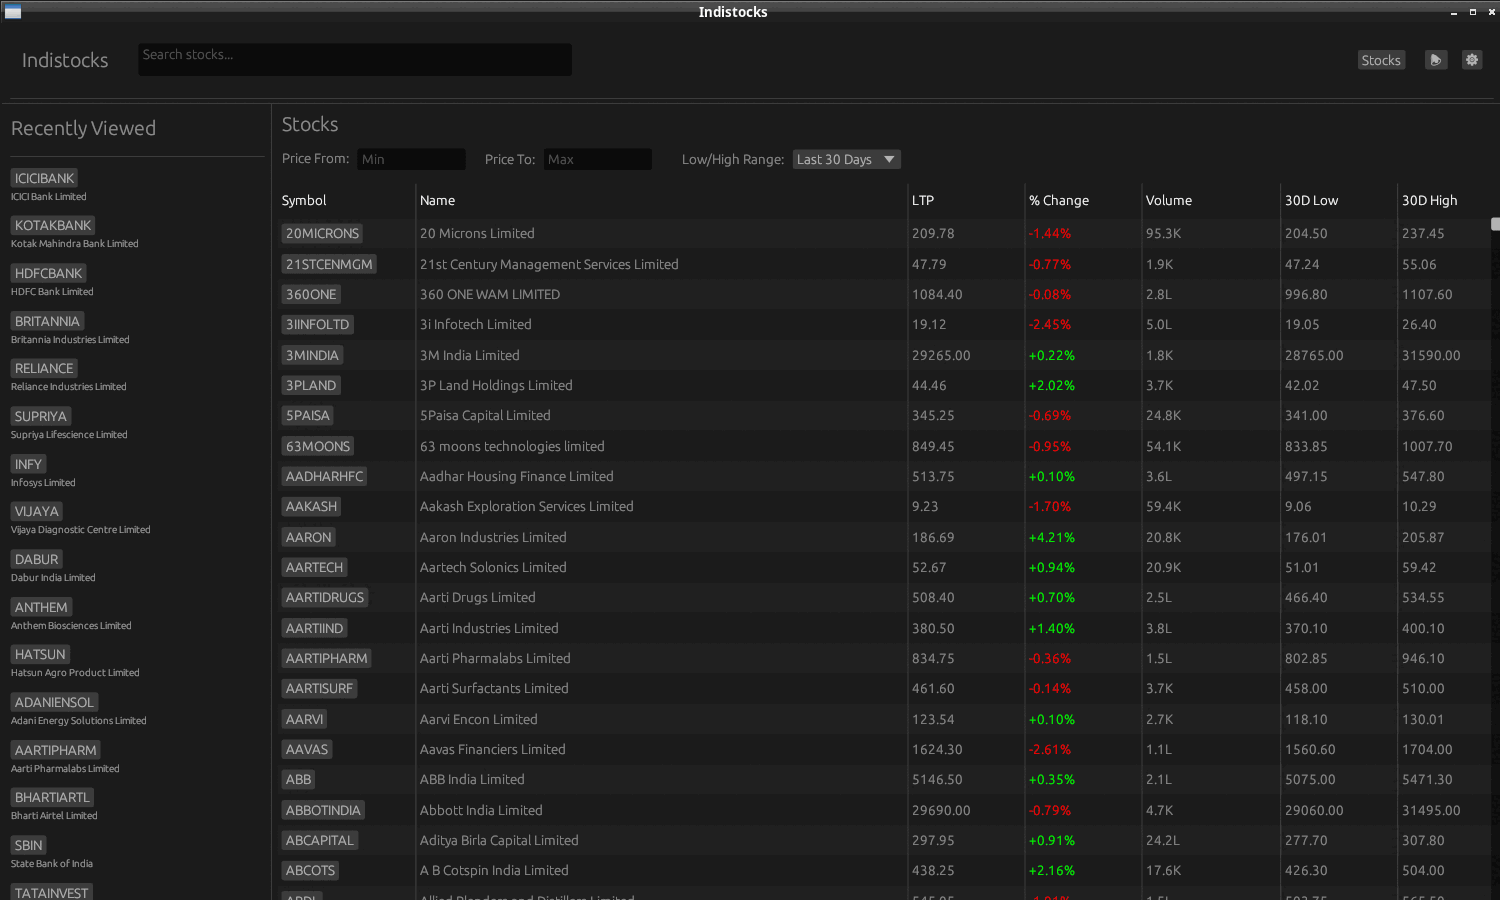 Indistocks
Indistocks Search stocks... Stocks
Recently Viewed
ICICIBANK
ICICI Bank Limited
KOTAKBANK
Kotak Mahindra Bank Limited
HDFCBANK
HDFC Bank Limited
BRITANNIA
Britannia Industries Limited
RELIANCE
Reliance Industries Limited
SUPRIYA
Supriya Lifescience Limited
INFY
Infosys Limited
VIJAYA
Vijaya Diagnostic Centre Limited
DABUR
Dabur India Limited
ANTHEM
Anthem Biosciences Limited
HATSUN
Hatsun Agro Product Limited
ADANIENSOL
Adani Energy Solutions Limited
AARTIPHARM
Aarti Pharmalabs Limited
BHARTIARTL
Bharti Airtel Limited
SBIN
State Bank of India
TATAINVEST
Stocks
Price From: Min Price To: Max Low/High Range: Last 30 Days
Symbol Name LTP % Change Volume 30D Low 30D High
20MICRONS 20 Microns Limited 209.78 -1.44% 95.3K 204.50 237.45
21STCENMGM 21st Century Management Services Limited 47.79 -0.77% 1.9K 47.24 55.06
360ONE 360 ONE WAM LIMITED 1084.40 -0.08% 2.8L 996.80 1107.60
3IINFOLTD 3i Infotech Limited 19.12 -2.45% 5.0L 19.05 26.40
3MINDIA 3M India Limited 29265.00 +0.22% 1.8K 28765.00 31590.00
3PLAND 3P Land Holdings Limited 44.46 +2.02% 3.7K 42.02 47.50
5PAISA 5Paisa Capital Limited 345.25 -0.69% 24.8K 341.00 376.60
63MOONS 63 moons technologies limited 849.45 -0.95% 54.1K 833.85 1007.70
AADHARHFC Aadhar Housing Finance Limited 513.75 +0.10% 3.6L 497.15 547.80
AAKASH Aakash Exploration Services Limited 9.23 -1.70% 59.4K 9.06 10.29
AARON Aaron Industries Limited 186.69 +4.21% 20.8K 176.01 205.87
AARTECH Aartech Solonics Limited 52.67 +0.94% 20.9K 51.01 59.42
AARTIDRUGS Aarti Drugs Limited 508.40 +0.70% 2.5L 466.40 534.55
AARTIIND Aarti Industries Limited 380.50 +1.40% 3.8L 370.10 400.10
AARTIPHARM Aarti Pharmalabs Limited 834.75 -0.36% 1.5L 802.85 946.10
AARTISURF Aarti Surfactants Limited 461.60 -0.14% 3.7K 458.00 510.00
AARVI Aarvi Encon Limited 123.54 +0.10% 2.7K 118.10 130.01
AAVAS Aavas Financiers Limited 1624.30 -2.61% 1.1L 1560.60 1704.00
ABB ABB India Limited 5146.50 +0.35% 2.1L 5075.00 5471.30
ABBOTINDIA Abbott India Limited 29690.00 -0.79% 4.7K 29060.00 31495.00
ABCAPITAL Aditya Birla Capital Limited 297.95 +0.91% 24.2L 277.70 307.80
ABCOTS A B Cotspin India Limited 438.25 +2.16% 17.6K 426.30 504.00